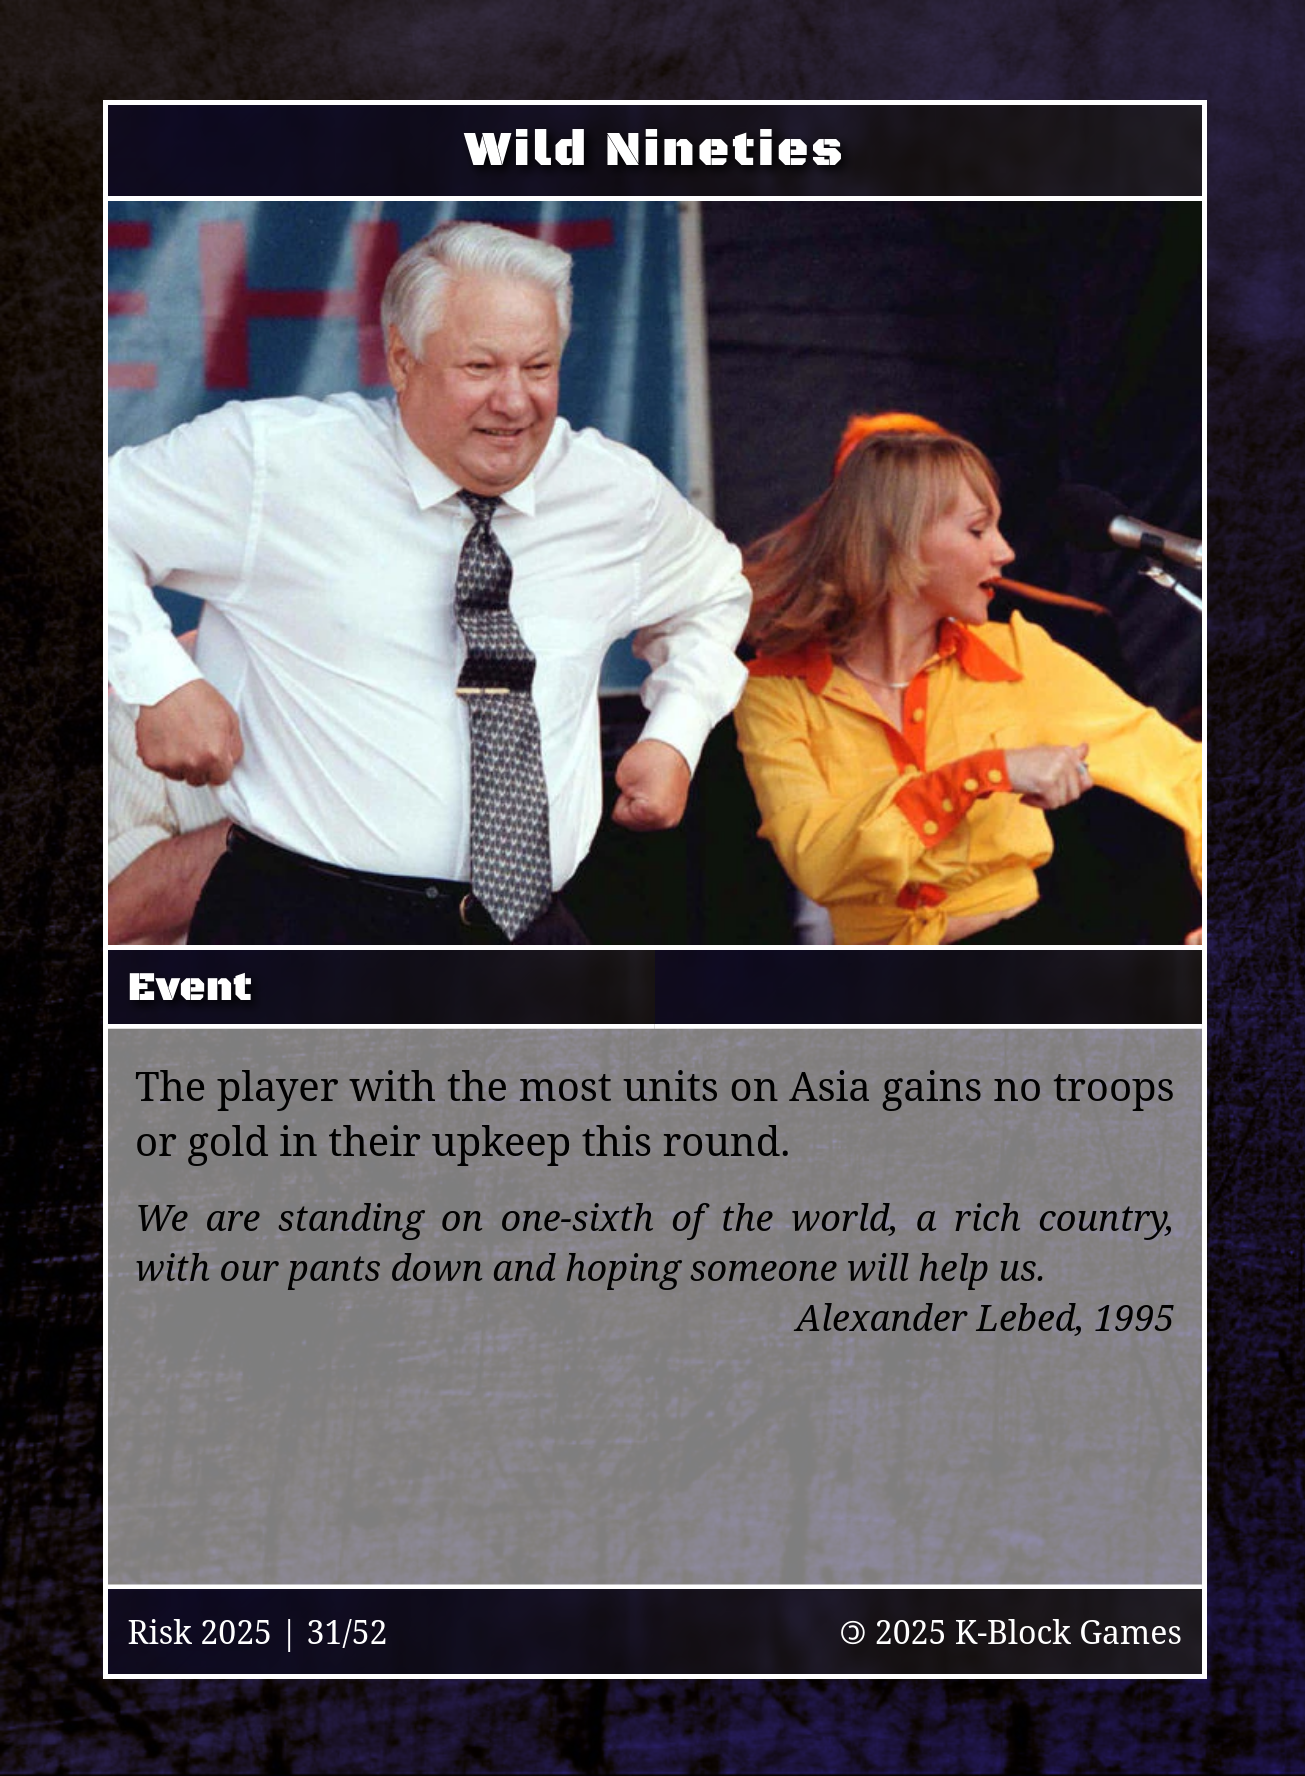 Wild Nineties
ЕНТ
Event
The player with the most units on Asia gains no troops
or gold in their upkeep this round.
We are standing on one-sixth of the world, a rich country,
with our pants down and hoping someone will help us.
Alexander Lebed, 1995
Risk 2025 | 31/52
🄯 2025 K-Block Games